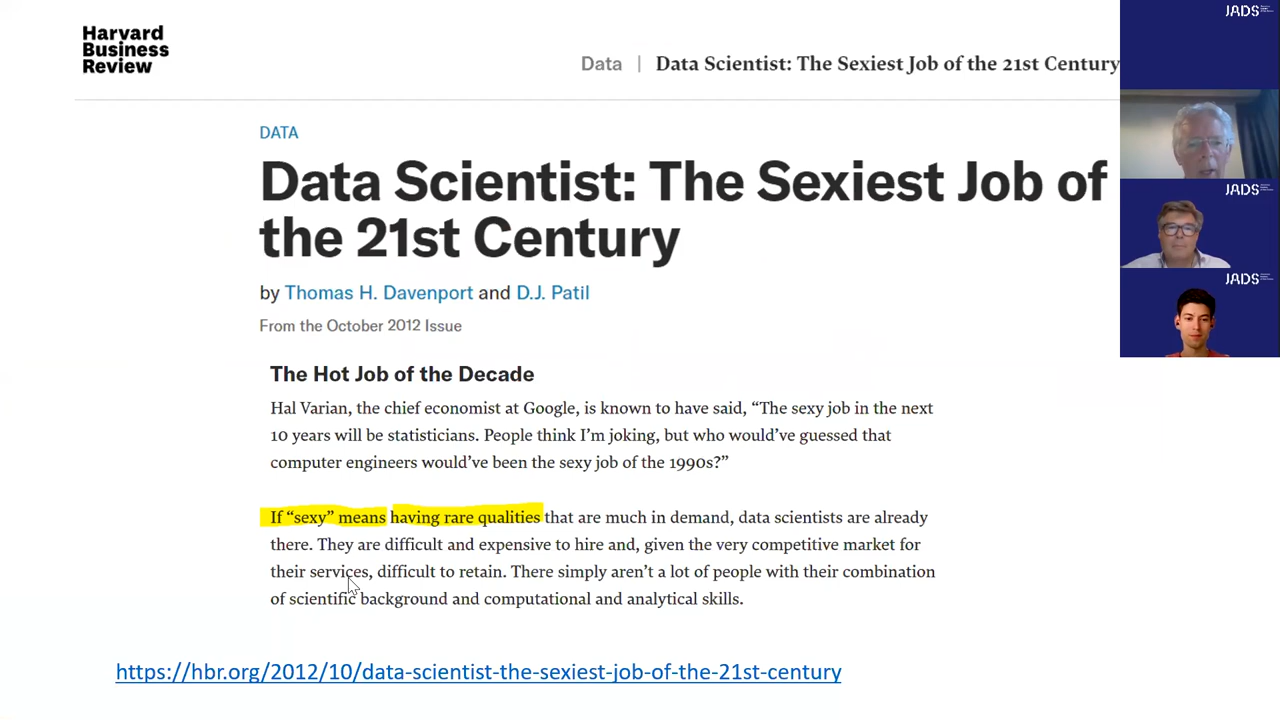 Harvard
Business
Review
Data | Data Scientist: The Sexiest Job of the 21st Century
DATA
Data Scientist: The Sexiest Job of
the 21st Century
by Thomas H. Davenport and D.J. Patil
From the October 2012 Issue
The Hot Job of the Decade
Hal Varian, the chief economist at Google, is known to have said, “The sexy job in the next
10 years will be statisticians. People think I’m joking, but who would’ve guessed that
computer engineers would’ve been the sexy job of the 1990s?”
If “sexy” means having rare qualities that are much in demand, data scientists are already
there. They are difficult and expensive to hire and, given the very competitive market for
their services, difficult to retain. There simply aren’t a lot of people with their combination
of scientific background and computational and analytical skills.
https://hbr.org/2012/10/data-scientist-the-sexiest-job-of-the-21st-century
JADS
JADS
JADS